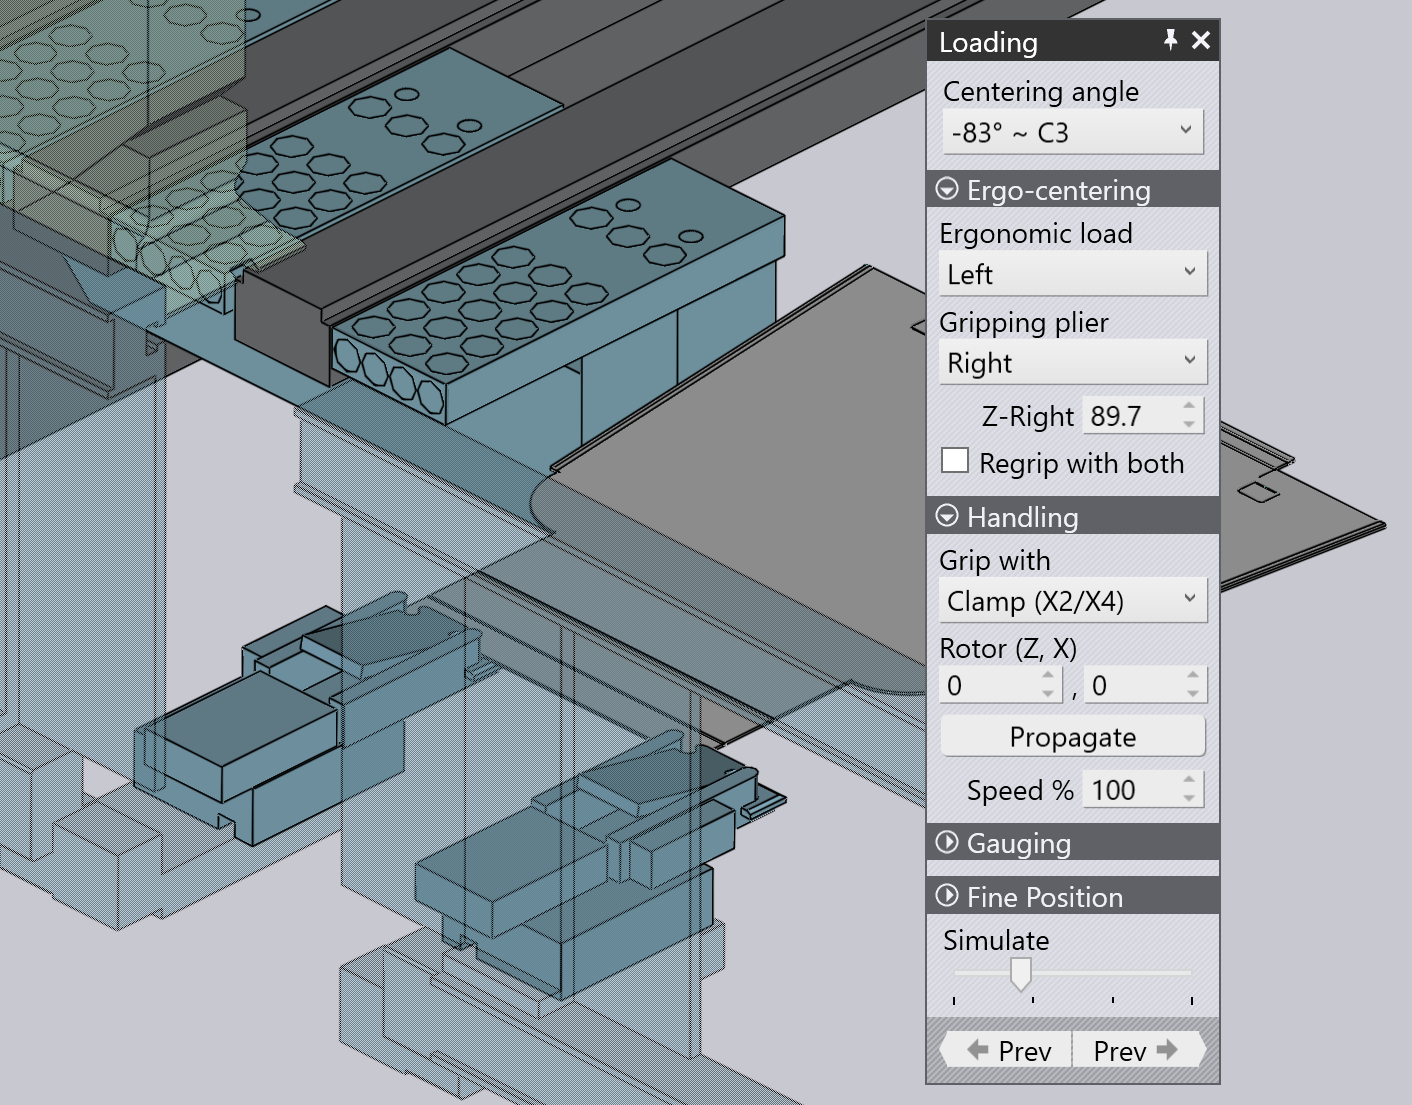 Loading
Centering angle
-83° ~ C3
Ergo-centering
Ergonomic load
Left
Gripping plier
Right
Z-Right 89.7
Regrip with both
Handling
Grip with
Clamp (X2/X4)
Rotor (Z, X)
0 , 0
Propagate
Speed % 100
Gauging
Fine Position
Simulate
Prev Prev